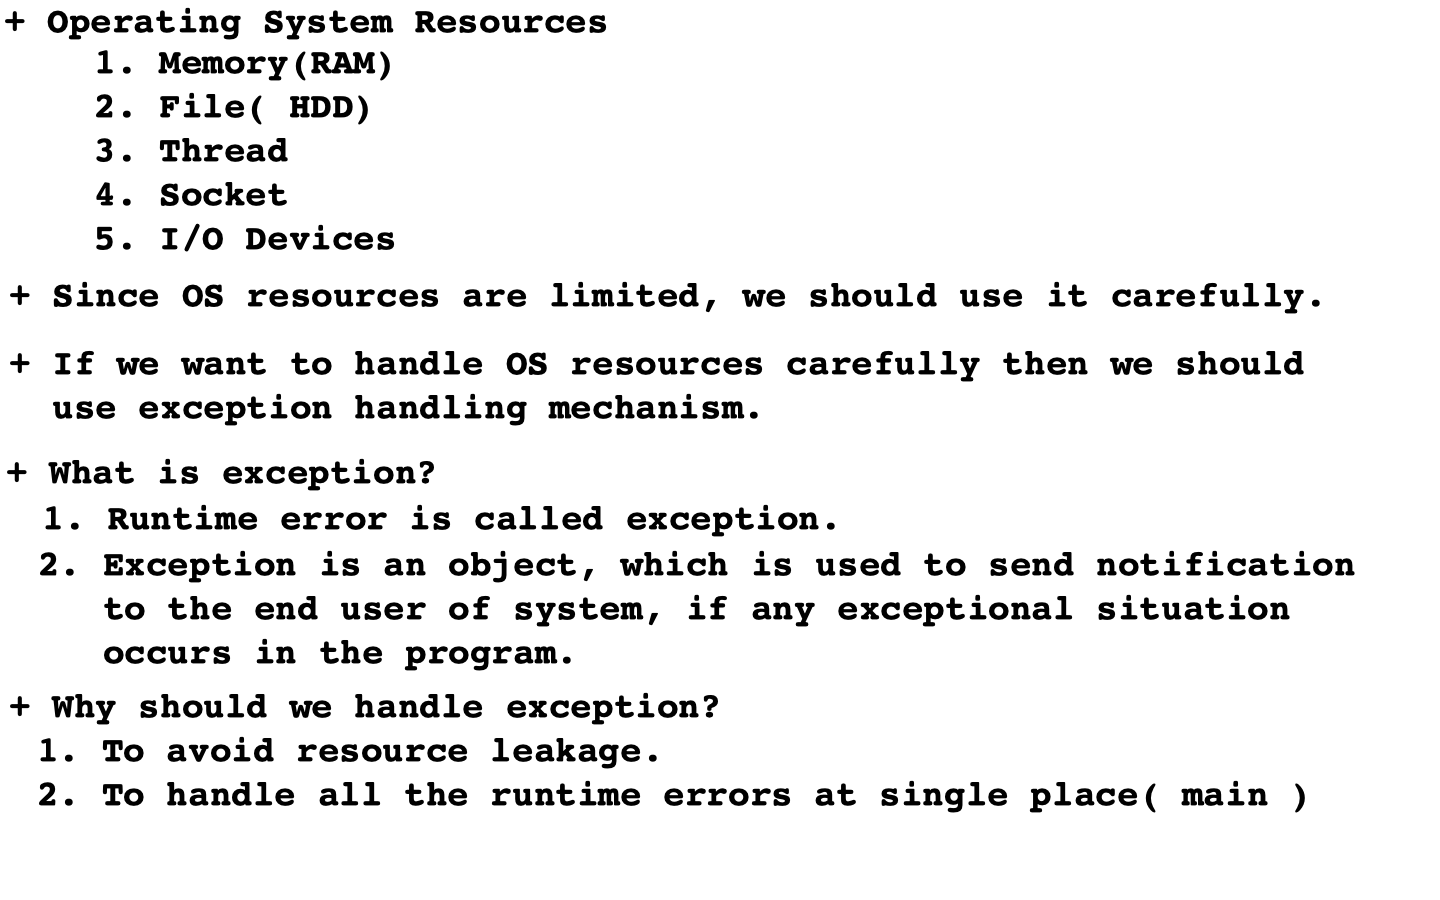 + Operating System Resources
1. Memory(RAM)
2. File( HDD)
3. Thread
4. Socket
5. I/O Devices
+ Since OS resources are limited, we should use it carefully.
+ If we want to handle OS resources carefully then we should
use exception handling mechanism.
+ What is exception?
1. Runtime error is called exception.
2. Exception is an object, which is used to send notification
to the end user of system, if any exceptional situation
occurs in the program.
+ Why should we handle exception?
1. To avoid resource leakage.
2. To handle all the runtime errors at single place( main )